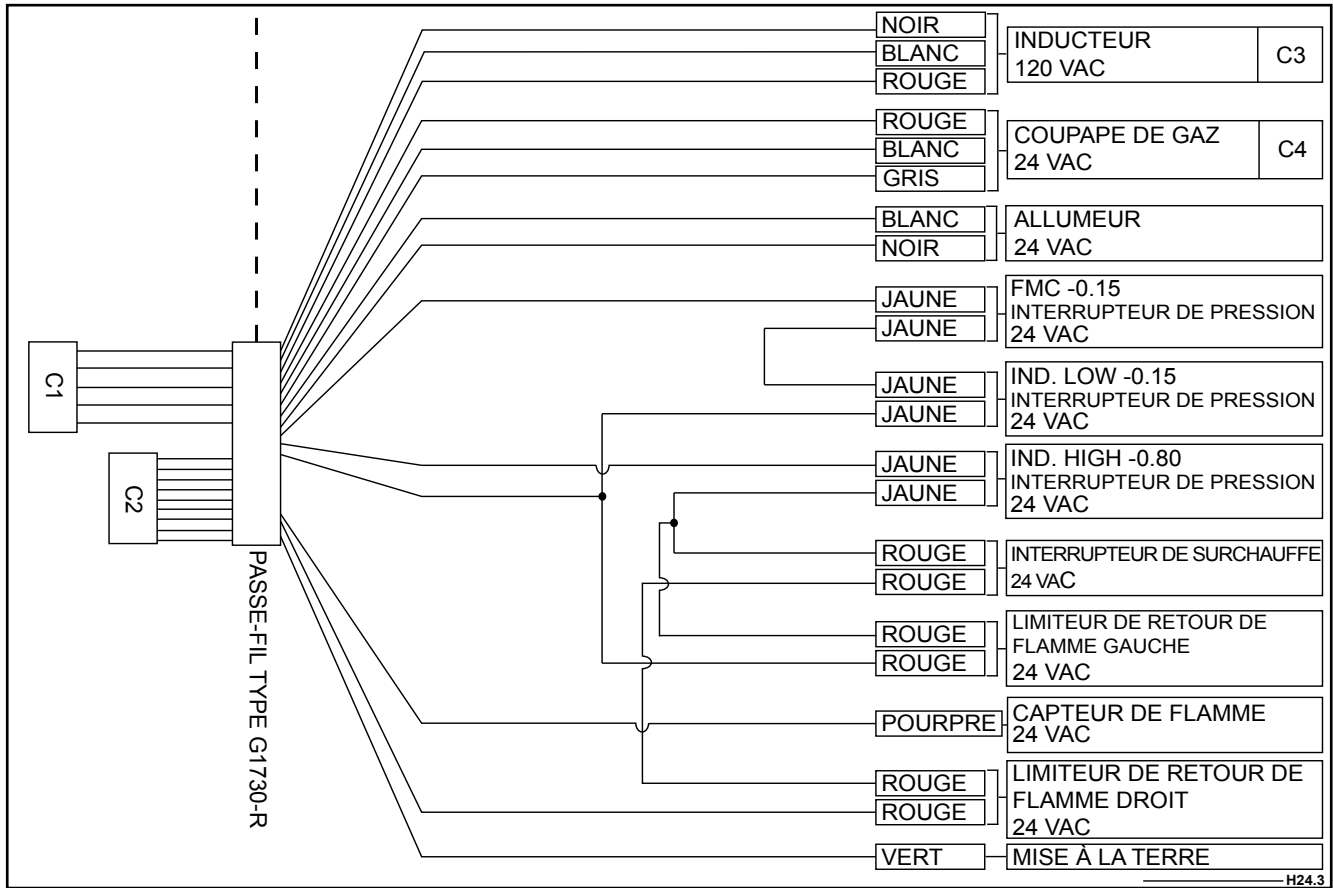 NOIR
BLANC
ROUGE
INDUCTEUR
120 VAC
C3
ROUGE
BLANC
GRIS
COUPAPE DE GAZ
24 VAC
C4
BLANC
NOIR
ALLUMEUR
24 VAC
JAUNE
JAUNE
FMC -0.15
INTERRUPTEUR DE PRESSION
24 VAC
JAUNE
JAUNE
IND. LOW -0.15
INTERRUPTEUR DE PRESSION
24 VAC
JAUNE
JAUNE
IND. HIGH -0.80
INTERRUPTEUR DE PRESSION
24 VAC
ROUGE
ROUGE
INTERRUPTEUR DE SURCHAUFFE
24 VAC
ROUGE
ROUGE
LIMITEUR DE RETOUR DE
FLAMME GAUCHE
24 VAC
POURPRE
CAPTEUR DE FLAMME
24 VAC
ROUGE
ROUGE
LIMITEUR DE RETOUR DE
FLAMME DROIT
24 VAC
VERT
MISE À LA TERRE
C1
C2
PASSE-FIL TYPE G1730-R
H24.3